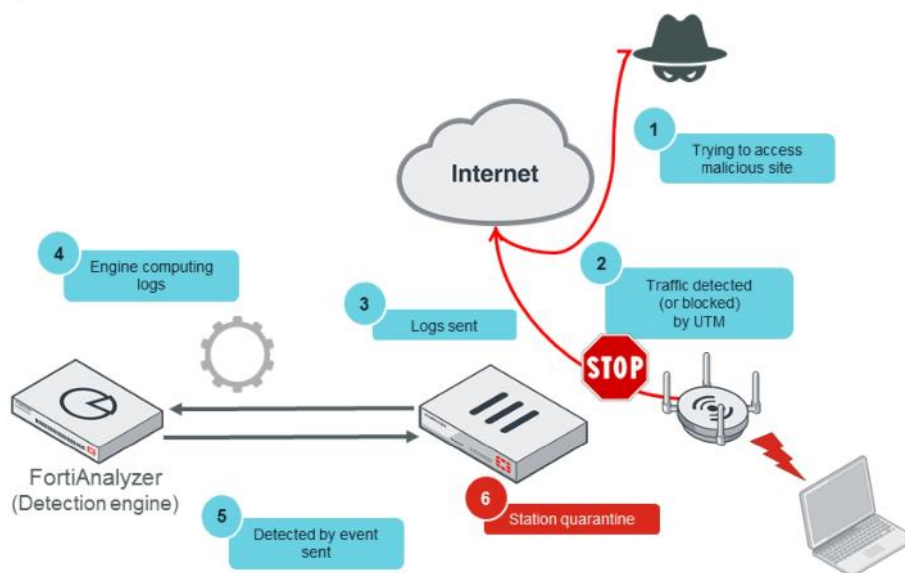 1
Trying to access
malicious site
Internet
2
Traffic detected
(or blocked)
by UTM
3
Logs sent
4
Engine computing
logs
STOP
FortiAnalyzer
(Detection engine)
5
Detected by event
sent
6
Station quarantine